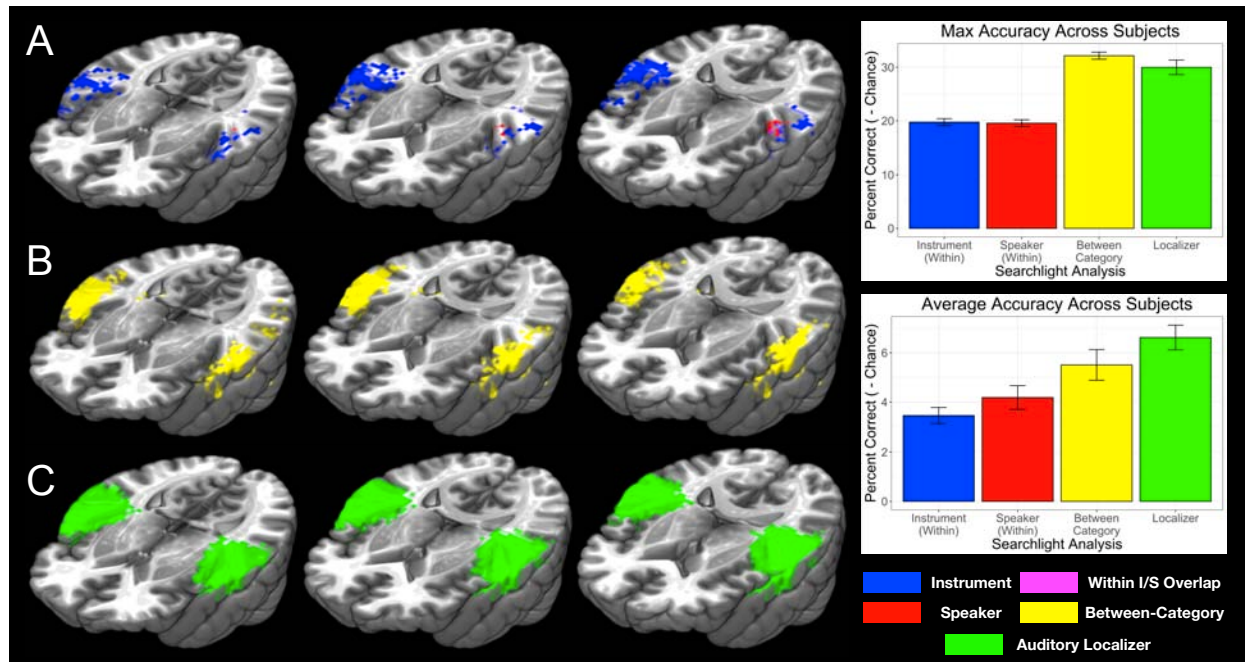 A
B
C
Max Accuracy Across Subjects
Percent Correct ( - Chance)
30
20
10
0
Instrument
(Within)
Speaker
(Within)
Between
Category
Localizer
Searchlight Analysis
Average Accuracy Across Subjects
Percent Correct ( - Chance)
6
4
2
0
Instrument
(Within)
Speaker
(Within)
Between
Category
Localizer
Searchlight Analysis
Instrument
Within I/S Overlap
Speaker
Between-Category
Auditory Localizer